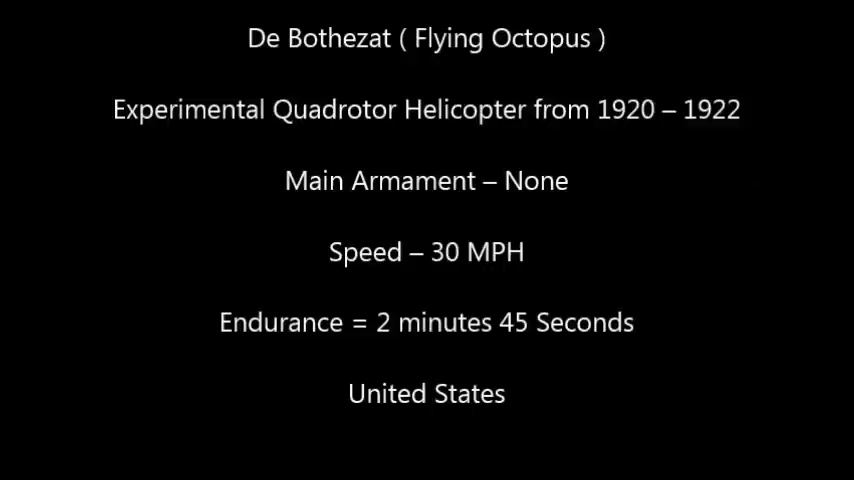 De Bothezat ( Flying Octopus )
Experimental Quadrotor Helicopter from 1920 – 1922
Main Armament – None
Speed – 30 MPH
Endurance = 2 minutes 45 Seconds
United States